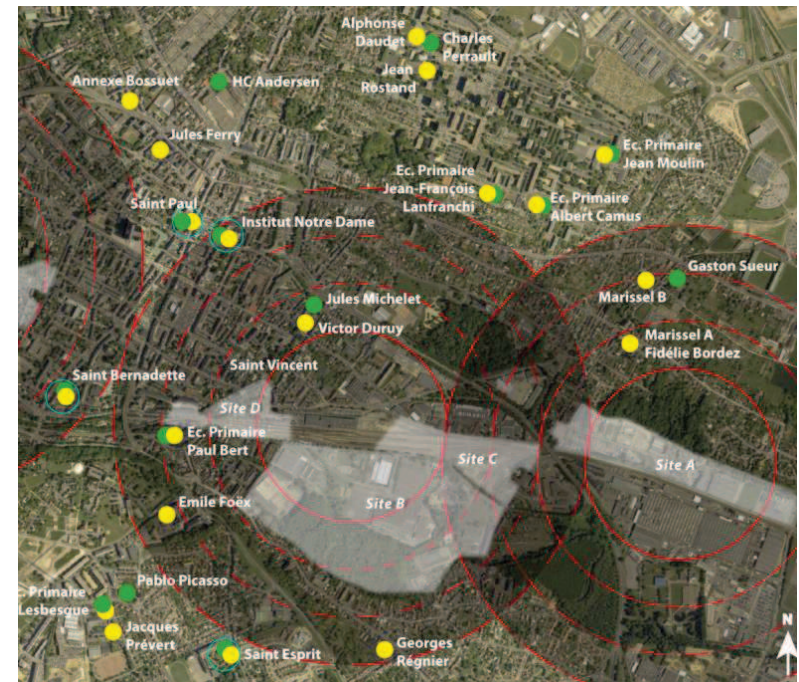 Alphonse
Daudet
Charles
Perrault
Jean
Rostand
Annexe Bossuet
HC Andersen
Jules Ferry
Ec. Primaire
Jean Moulin
Ec. Primaire
Jean-François
Lanfranchi
Ec. Primaire
Albert Camus
Saint Paul
Institut Notre Dame
Gaston Sueur
Marissel B
Jules Michelet
Victor Duruy
Marissel A
Fidélie Bordez
Saint Vincent
Saint Bernadette
Site D
Ec. Primaire
Paul Bert
Site C
Site A
Site B
Emile Foëx
Pablo Picasso
. Primaire
Lesbesgue
Jacques
Prévert
Saint Esprit
Georges
Régnier
N